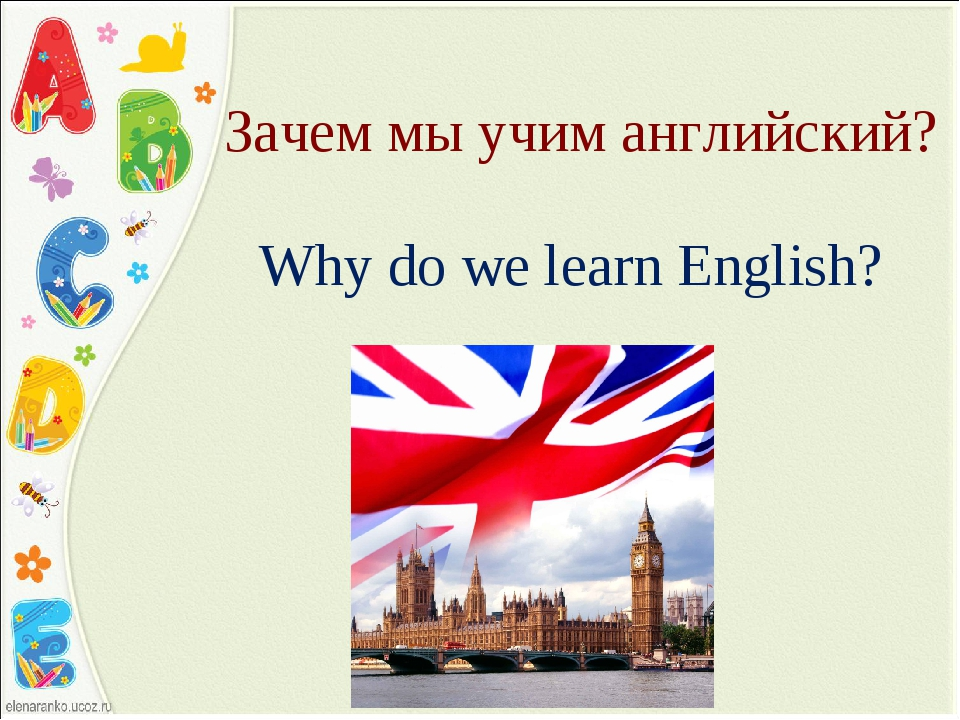 A
B
C
D
E
Зачем мы учим английский?
Why do we learn English?
elenaranko.ucoz.ru